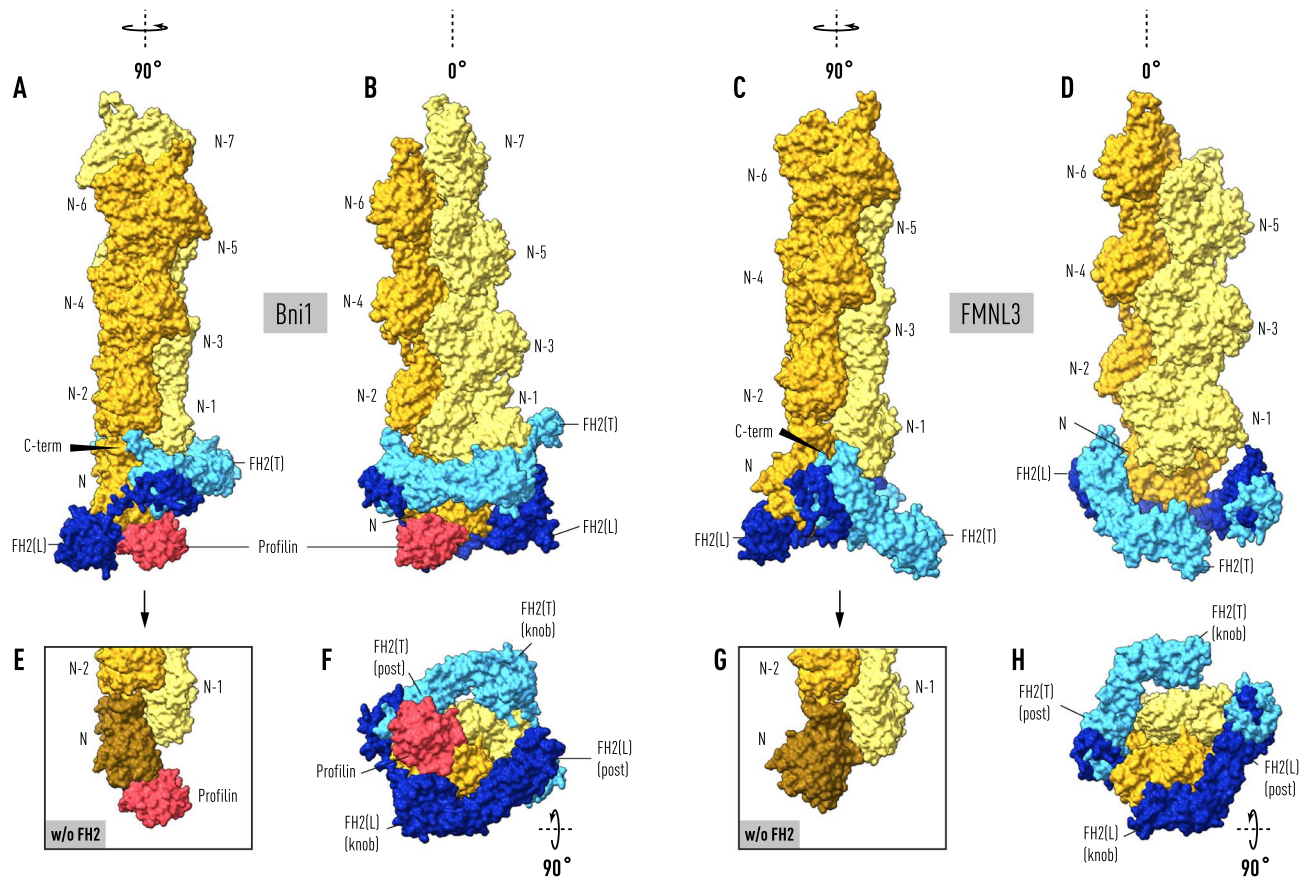 90°
0°
90°
0°
A
B
C
D
N-7
N-6
N-5
N-4
N-3
N-2
N-1
C-term
FH2(T)
N
FH2(L)
Profilin
N-7
N-6
N-5
N-4
N-3
N-2
N-1
FH2(T)
N
FH2(L)
Bni1
N-6
N-5
N-4
N-3
N-2
N-1
C-term
N
FH2(L)
FH2(T)
FMNL3
N-6
N-5
N-4
N-3
N-2
N-1
N
FH2(L)
FH2(T)
E
N-2
N-1
N
Profilin
w/o FH2
F
FH2(T)
(knob)
FH2(T)
(post)
Profilin
FH2(L)
(post)
FH2(L)
(knob)
90°
G
N-2
N-1
N
w/o FH2
H
FH2(T)
(knob)
FH2(T)
(post)
FH2(L)
(post)
FH2(L)
(knob)
90°